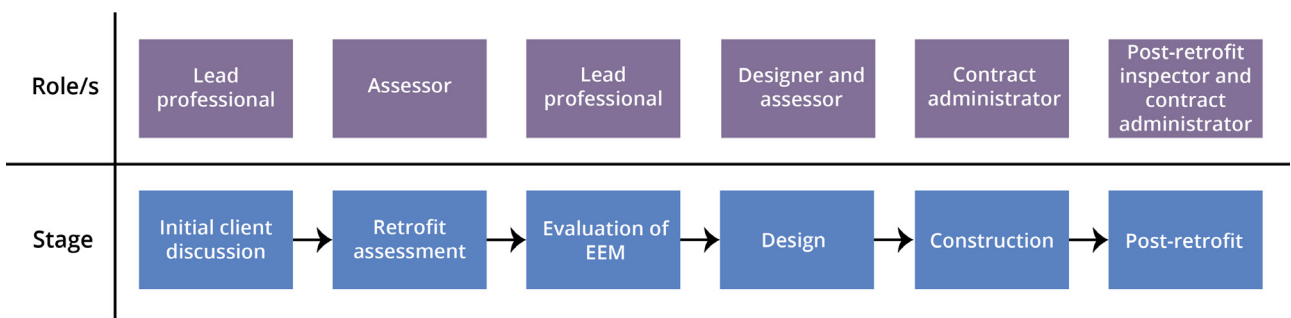 Role/s
Lead
professional
Assessor
Lead
professional
Designer and
assessor
Contract
administrator
Post-retrofit
inspector and
contract
administrator
Stage
Initial client
discussion
Retrofit
assessment
Evaluation of
EEM
Design
Construction
Post-retrofit